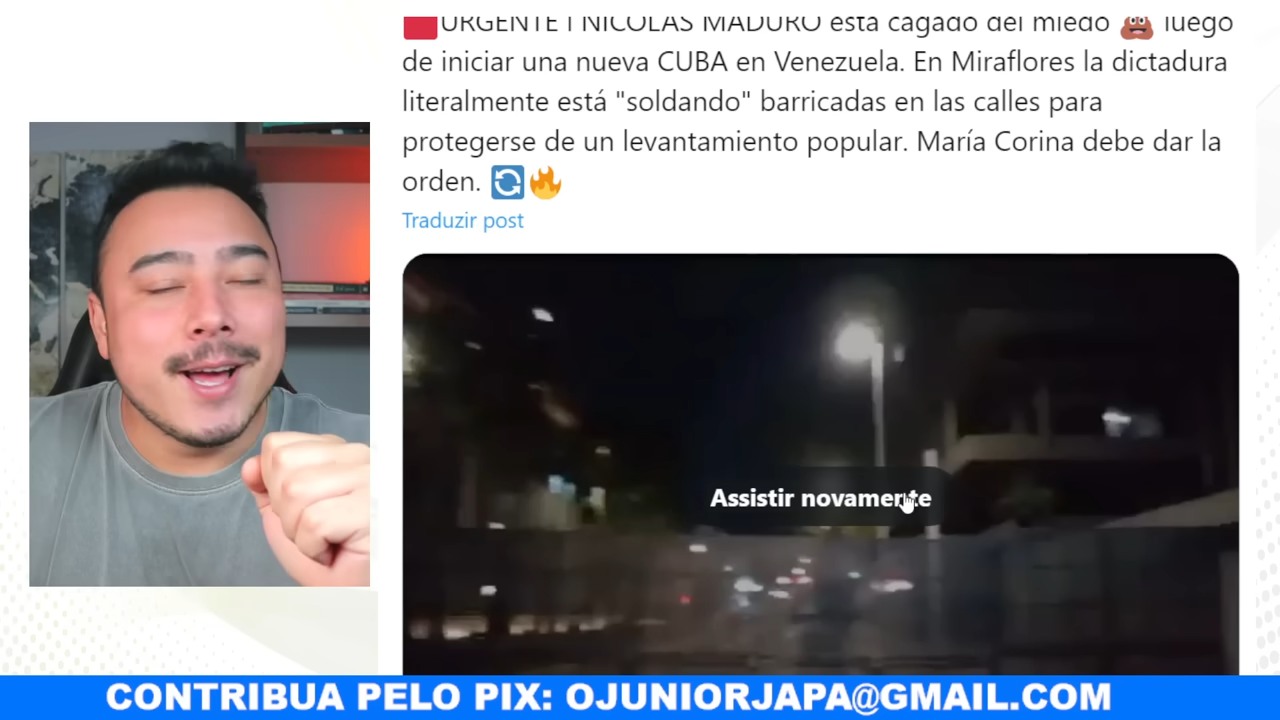 URGENTE | NICOLÁS MADURO está cagado del miedo 💩 luego
de iniciar una nueva CUBA en Venezuela. En Miraflores la dictadura
literalmente está "soldando" barricadas en las calles para
protegerse de un levantamiento popular. María Corina debe dar la
orden. 🔄🔥
Traduzir post
Assistir novamente
CONTRIBUA PELO PIX: OJUNIORJAPA@GMAIL.COM